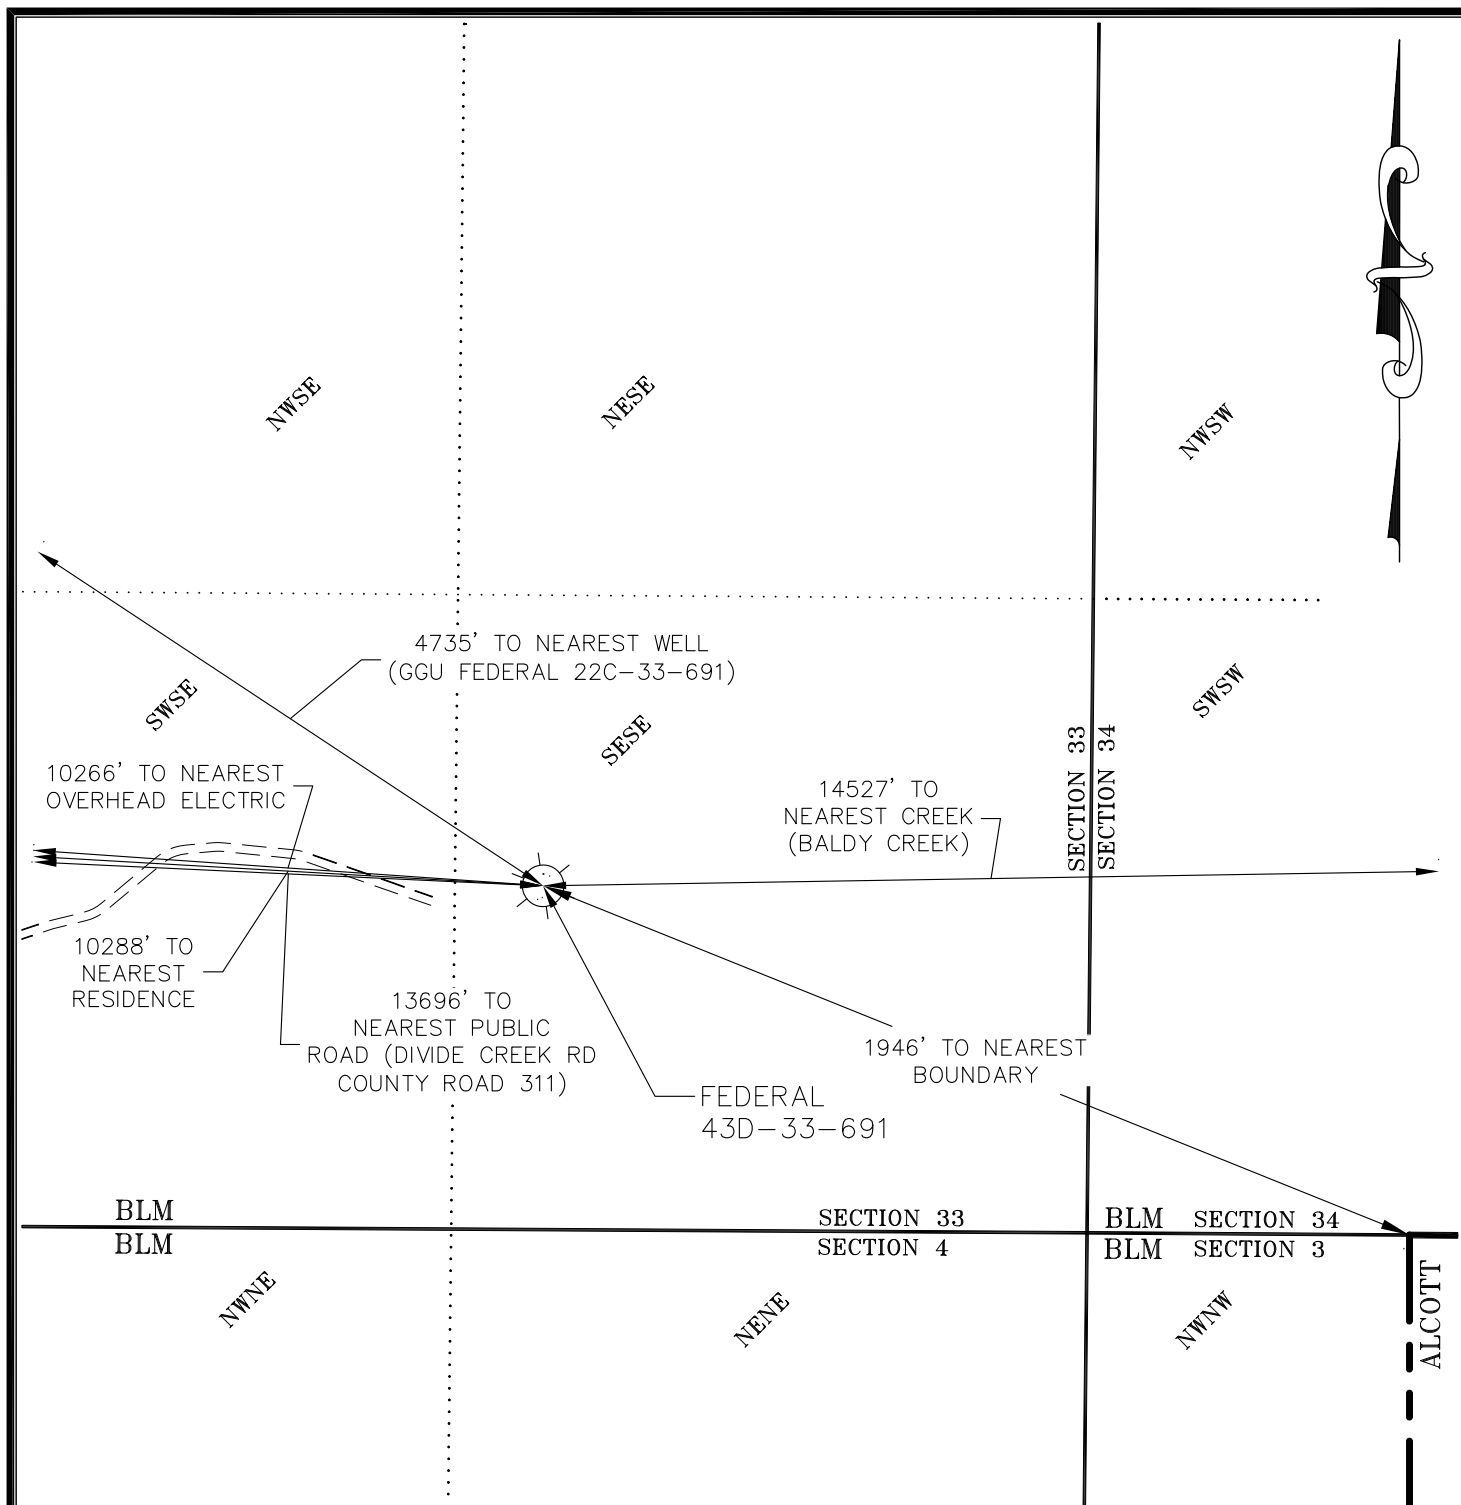 NWSE
NESE
NWSW
4735' TO NEAREST WELL
(GGU FEDERAL 22C-33-691)
SWSE
SESE
SWSW
SECTION 33
SECTION 34
10266' TO NEAREST
OVERHEAD ELECTRIC
14527' TO
NEAREST CREEK
(BALDY CREEK)
10288' TO
NEAREST
RESIDENCE
13696' TO
NEAREST PUBLIC
ROAD (DIVIDE CREEK RD
COUNTY ROAD 311)
1946' TO NEAREST
BOUNDARY
FEDERAL
43D-33-691
BLM
BLM
SECTION 33
SECTION 4
BLM SECTION 34
BLM SECTION 3
NWNE
NENE
NWNW
ALCOTT